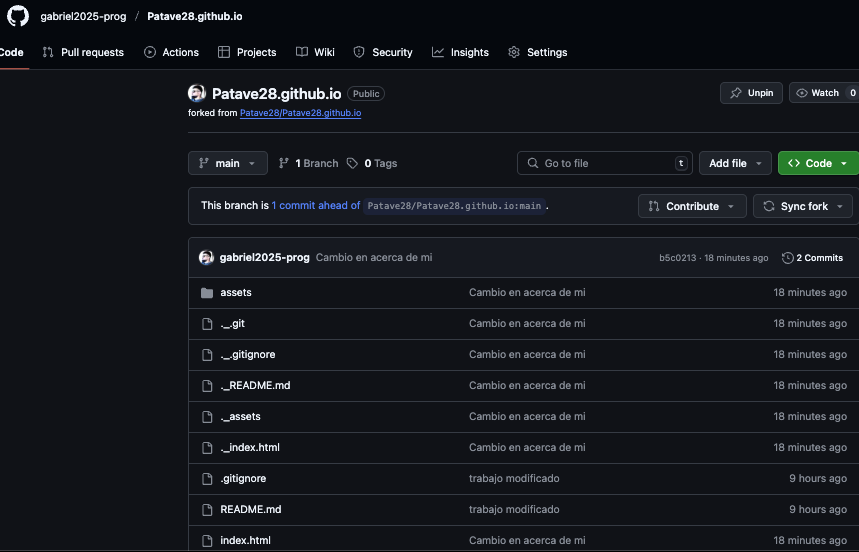 gabriel2025-prog / Patave28.github.io
Code Pull requests Actions Projects Wiki Security Insights Settings
Patave28.github.io Public Unpin Watch 0
forked from Patave28/Patave28.github.io
main 1 Branch 0 Tags Go to file t Add file Code
This branch is 1 commit ahead of Patave28/Patave28.github.io:main . Contribute Sync fork
gabriel2025-prog Cambio en acerca de mi b5c0213 · 18 minutes ago 2 Commits
assets Cambio en acerca de mi 18 minutes ago
._.git Cambio en acerca de mi 18 minutes ago
._.gitignore Cambio en acerca de mi 18 minutes ago
._README.md Cambio en acerca de mi 18 minutes ago
._assets Cambio en acerca de mi 18 minutes ago
._index.html Cambio en acerca de mi 18 minutes ago
.gitignore trabajo modificado 9 hours ago
README.md trabajo modificado 9 hours ago
index.html Cambio en acerca de mi 18 minutes ago